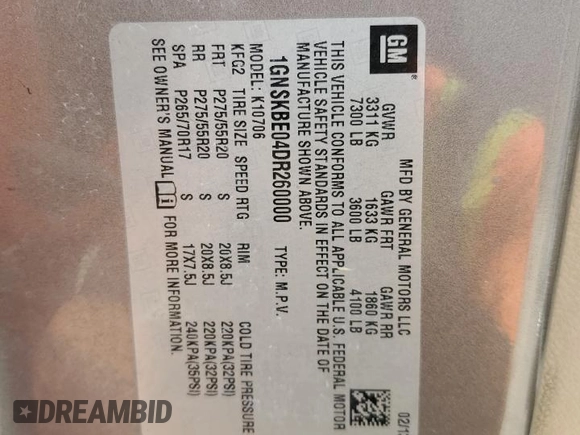 GM
®
MFD BY GENERAL MOTORS LLC
GVWR GAWR FRT GAWR RR
3311 KG 1633 KG 1860 KG
7300 LB 3600 LB 4100 LB
THIS VEHICLE CONFORMS TO ALL APPLICABLE U.S. FEDERAL MOTOR
VEHICLE SAFETY STANDARDS IN EFFECT ON THE DATE OF
MANUFACTURE SHOWN ABOVE.
1GNSKBE04DR260000 TYPE: M.P.V.
MODEL: K10706
KFG2 TIRE SIZE SPEED RTG RIM COLD TIRE PRESSURE
FRT P275/55R20 S 20X8.5J 220KPA(32PSI)
RR P275/55R20 S 20X8.5J 220KPA(32PSI)
SPA P265/70R17 S 17X7.5J 240KPA(35PSI)
SEE OWNER'S MANUAL i FOR MORE INFORMATION.
DREAMBID